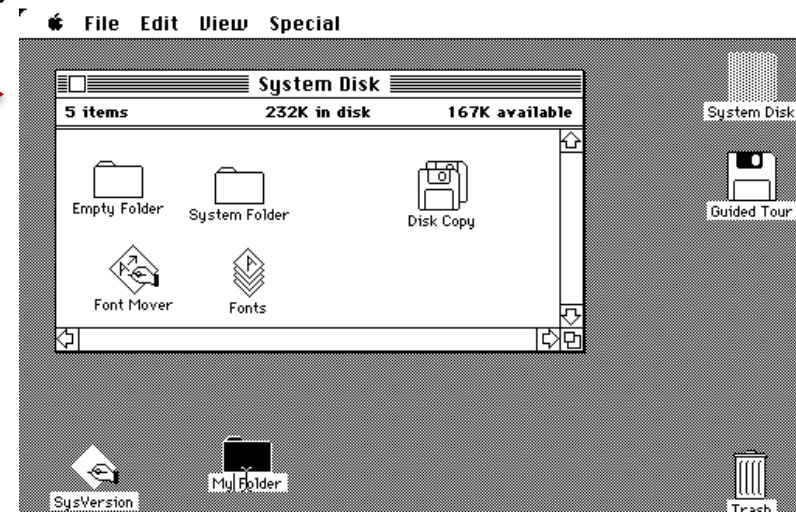 File Edit View Special
System Disk
5 items 232K in disk 167K available
Empty Folder System Folder Disk Copy
Font Mover Fonts
System Disk
Guided Tour
SysVersion My Folder Trash